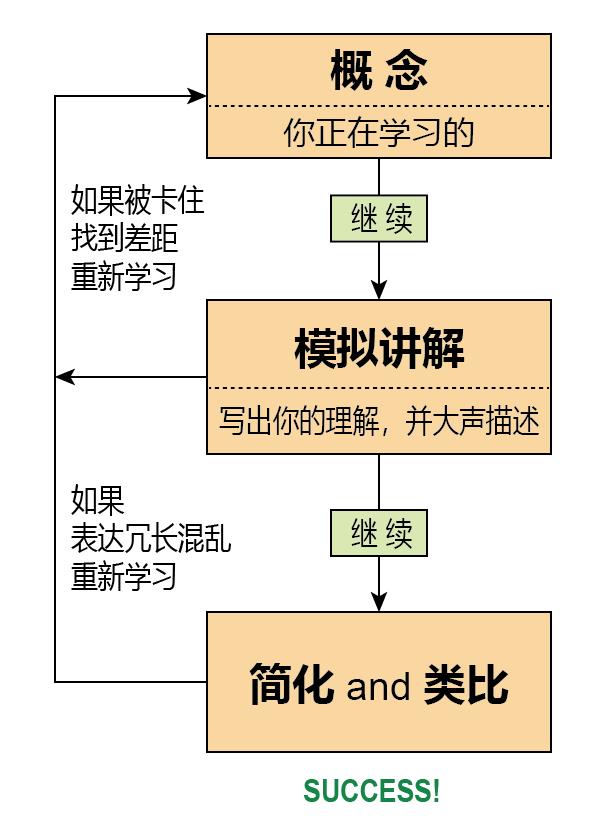 概 念
你正在学习的
如果被卡住
找到差距
重新学习
继 续
模拟讲解
写出你的理解，并大声描述
如果
表达冗长混乱
重新学习
继 续
简化 and 类比
SUCCESS!